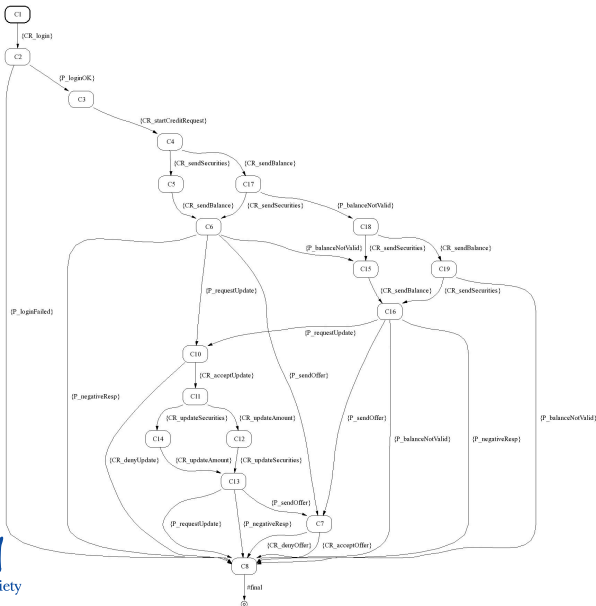 C1
{CR_login}
C2
{P_loginOK}
C3
{CR_startCreditRequest}
C4
{CR_sendSecurities} {CR_sendBalance}
C5 C17
{CR_sendBalance} {CR_sendSecurities} {P_balanceNotValid}
C6 C18
{P_balanceNotValid} {CR_sendSecurities} {CR_sendBalance}
C15 C19
{P_requestUpdate} {CR_sendBalance} {CR_sendSecurities}
{P_loginFailed} C16
{P_requestUpdate}
C10
{P_sendOffer}
{CR_acceptUpdate}
C11
{P_negativeResp}
{CR_updateSecurities} {CR_updateAmount} {P_sendOffer} {P_balanceNotValid}
C14 C12 {P_balanceNotValid} {P_negativeResp}
{CR_denyUpdate} {CR_updateAmount} {CR_updateSecurities}
C13
{P_sendOffer}
{P_requestUpdate} {P_negativeResp} C7
{CR_denyOffer} {CR_acceptOffer}
C8
#final
iety